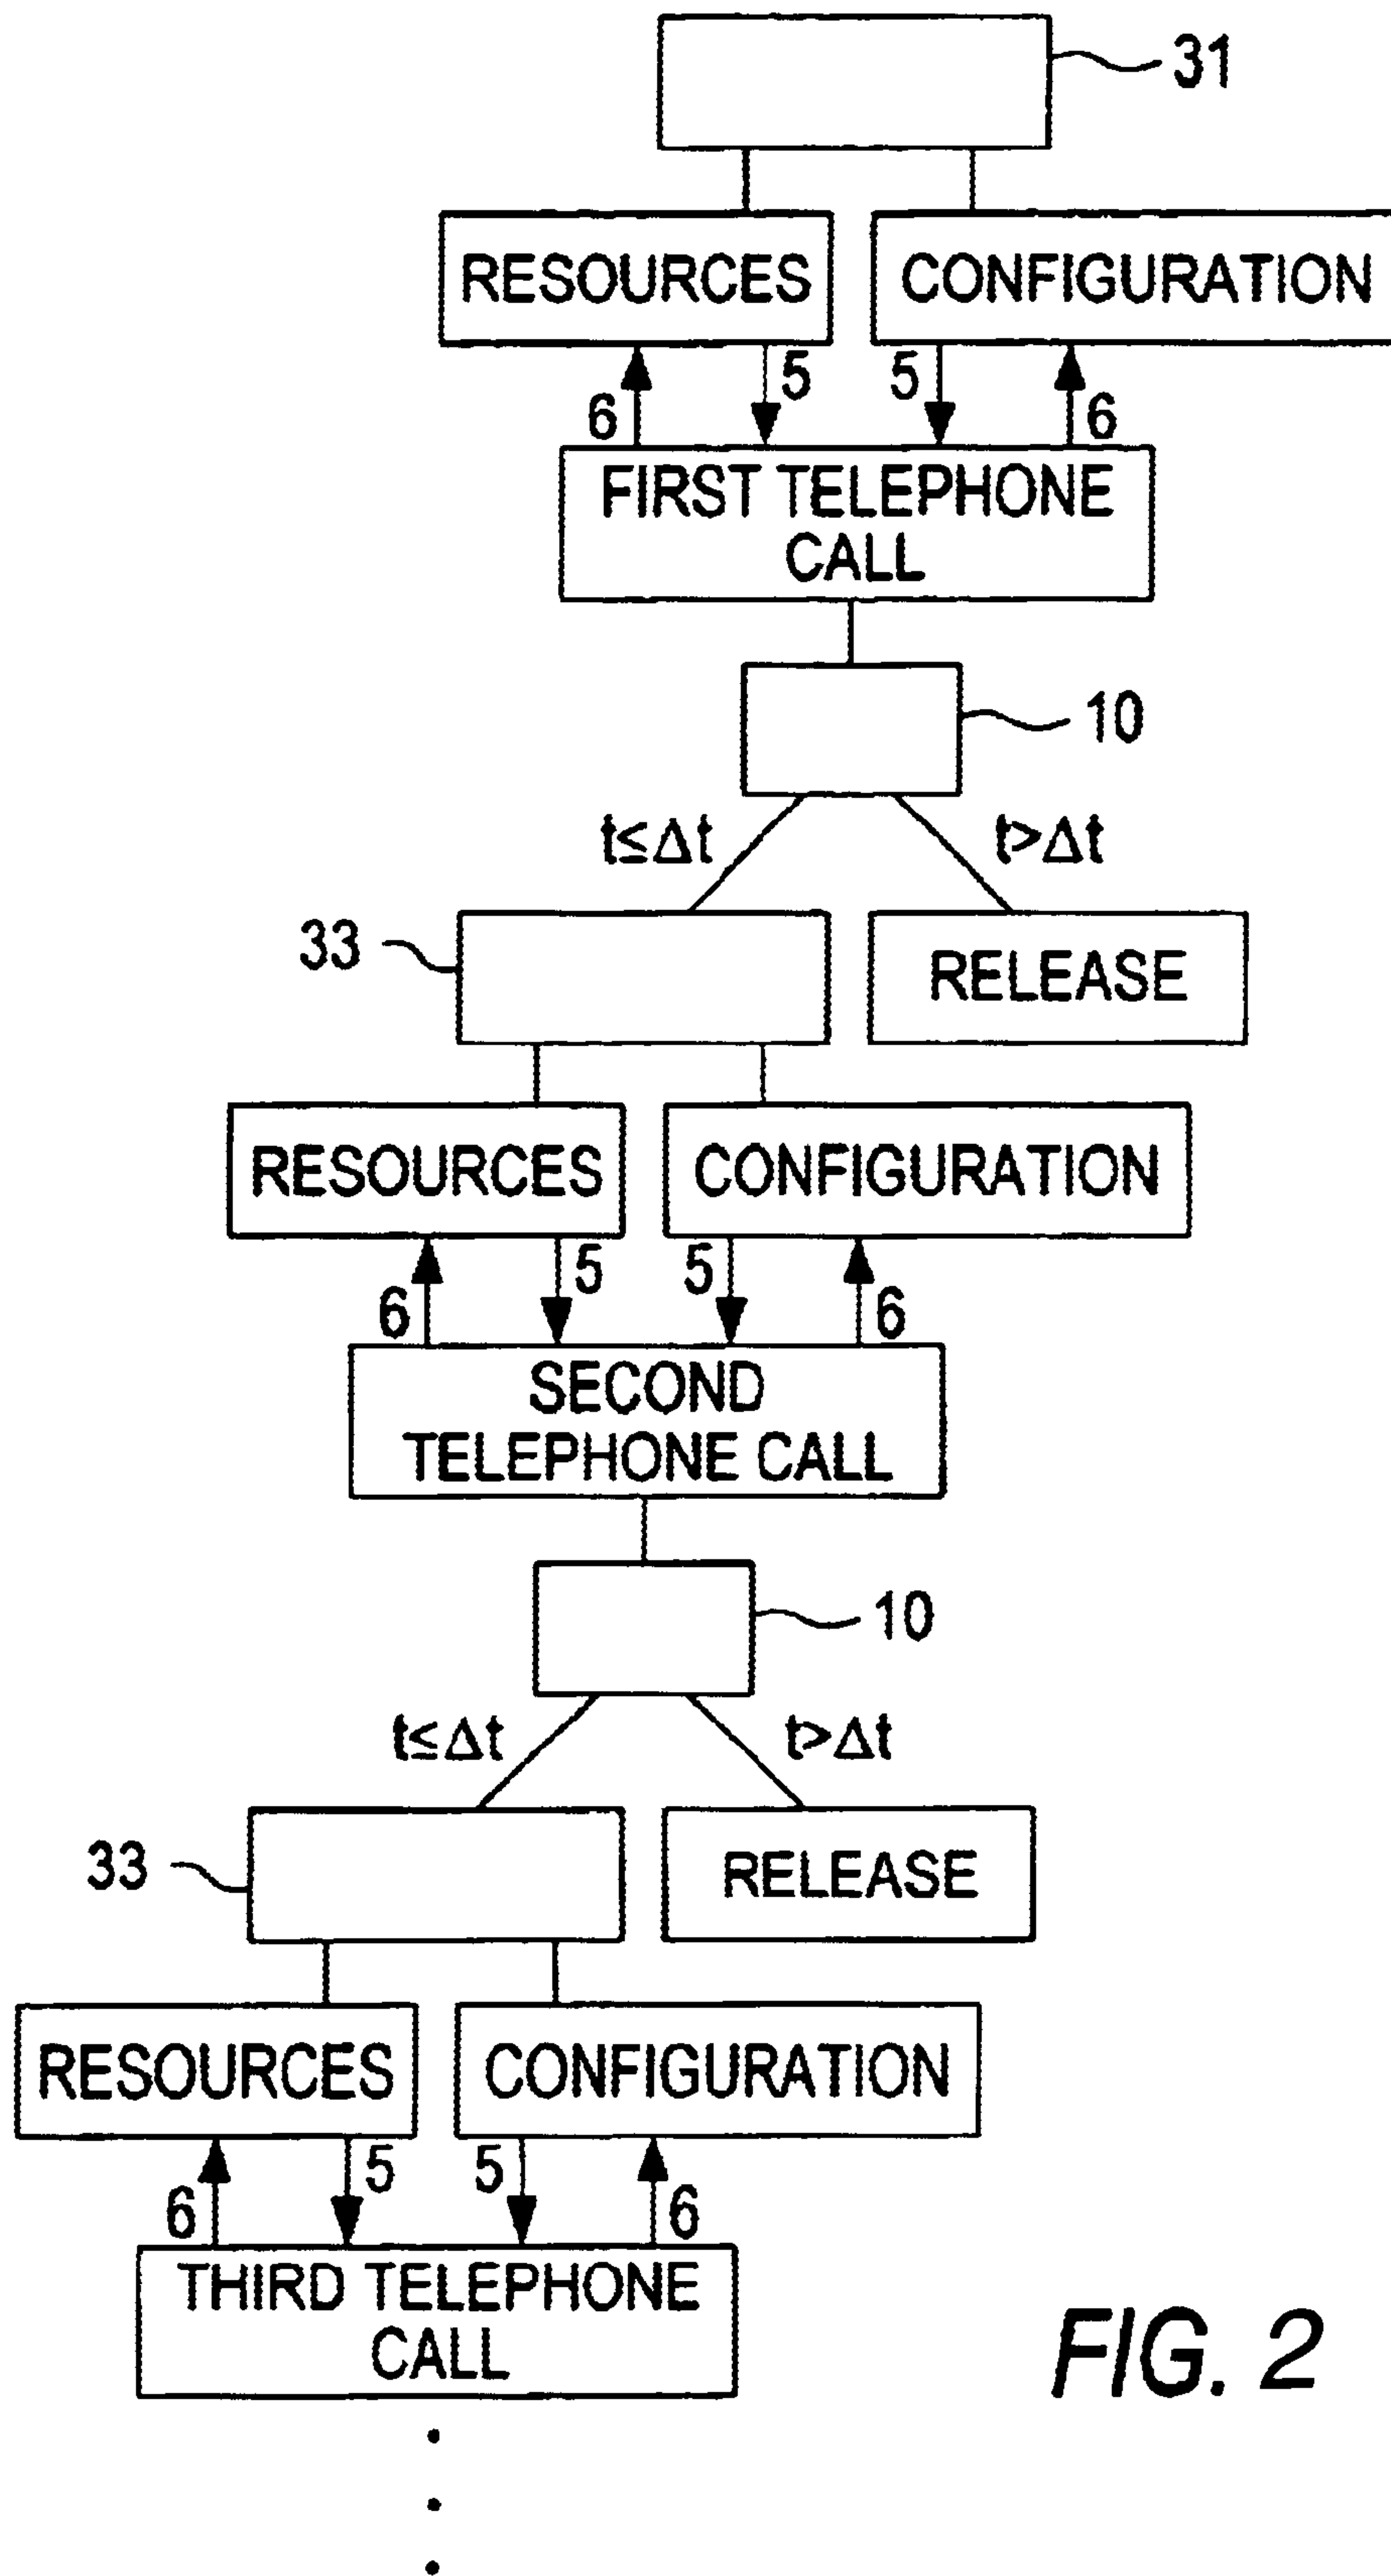 31
RESOURCES CONFIGURATION
6 5 5 6
FIRST TELEPHONE
CALL
10
t≤Δt t>Δt
33
RELEASE
RESOURCES CONFIGURATION
6 5 5 6
SECOND
TELEPHONE CALL
10
t≤Δt t>Δt
33
RELEASE
RESOURCES CONFIGURATION
6 5 5 6
THIRD TELEPHONE
CALL
FIG. 2